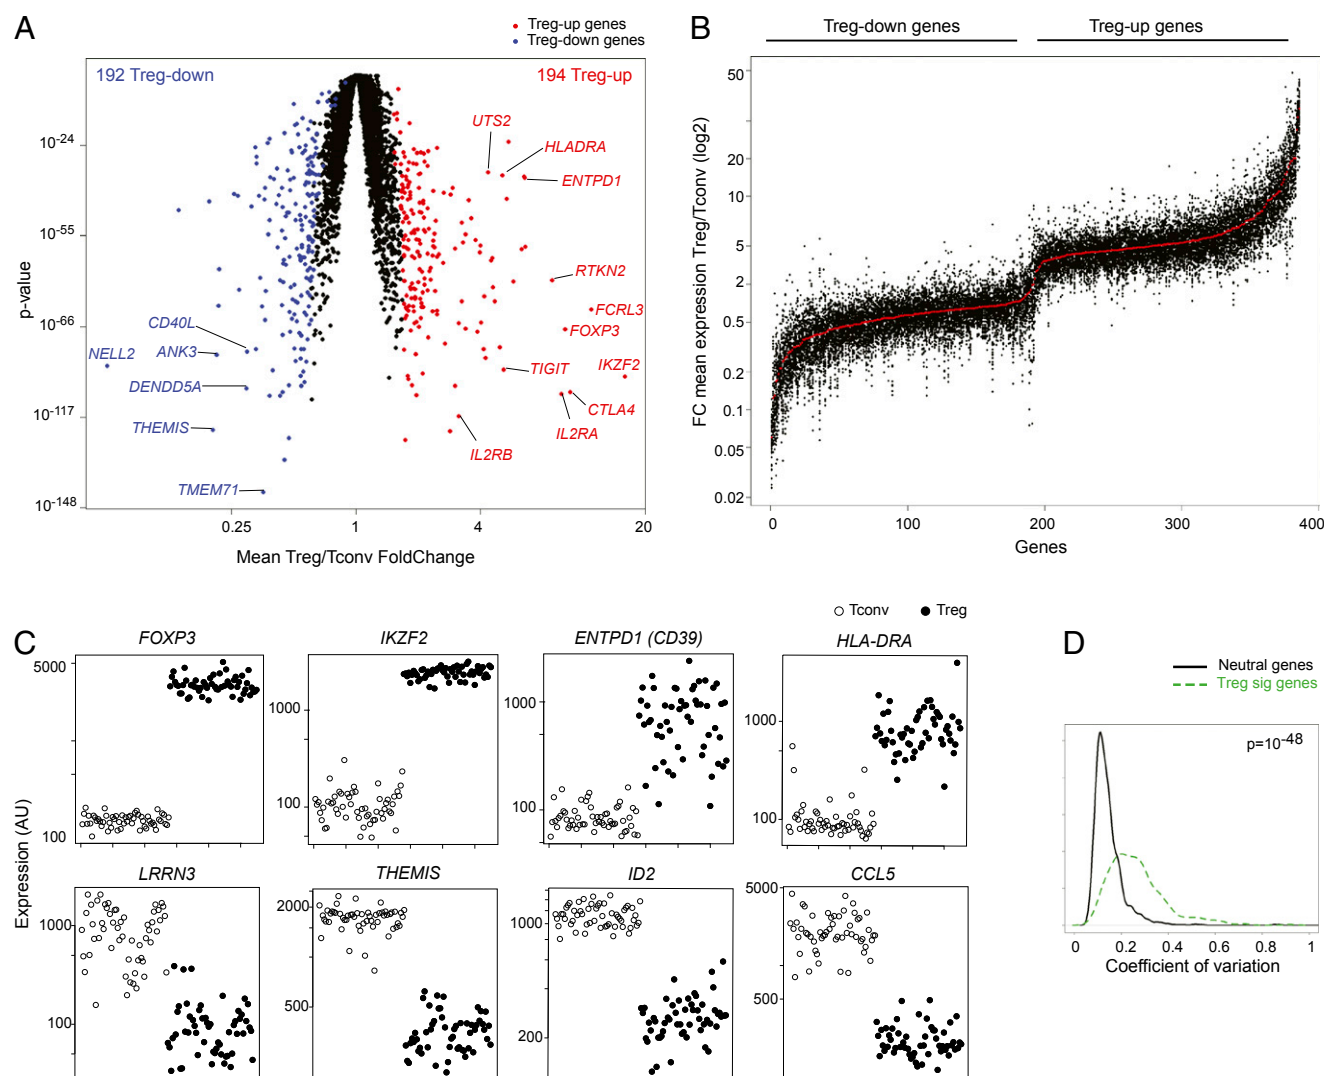 A
Treg-up genes
Treg-down genes
192 Treg-down
194 Treg-up
UTS2
HLADRA
ENTPD1
RTKN2
FCRL3
FOXP3
TIGIT
IKZF2
CTLA4
IL2RA
IL2RB
CD40L
ANK3
NELL2
DENDD5A
THEMIS
TMEM71
p-value
10-24
10-55
10-66
10-117
10-148
0.25 1 4 20
Mean Treg/Tconv FoldChange
B
Treg-down genes Treg-up genes
FC mean expression Treg/Tconv (log2)
50
20
10
5
2
0.5
0.2
0.1
0.05
0.02
0 100 200 300 400
Genes
C
Tconv Treg
Expression (AU)
FOXP3
5000
100
IKZF2
1000
100
ENTPD1 (CD39)
1000
100
HLA-DRA
1000
100
LRRN3
1000
100
THEMIS
2000
500
ID2
1000
200
CCL5
5000
500
D
Neutral genes
Treg sig genes
p=10-48
0 0.2 0.4 0.6 0.8 1
Coefficient of variation